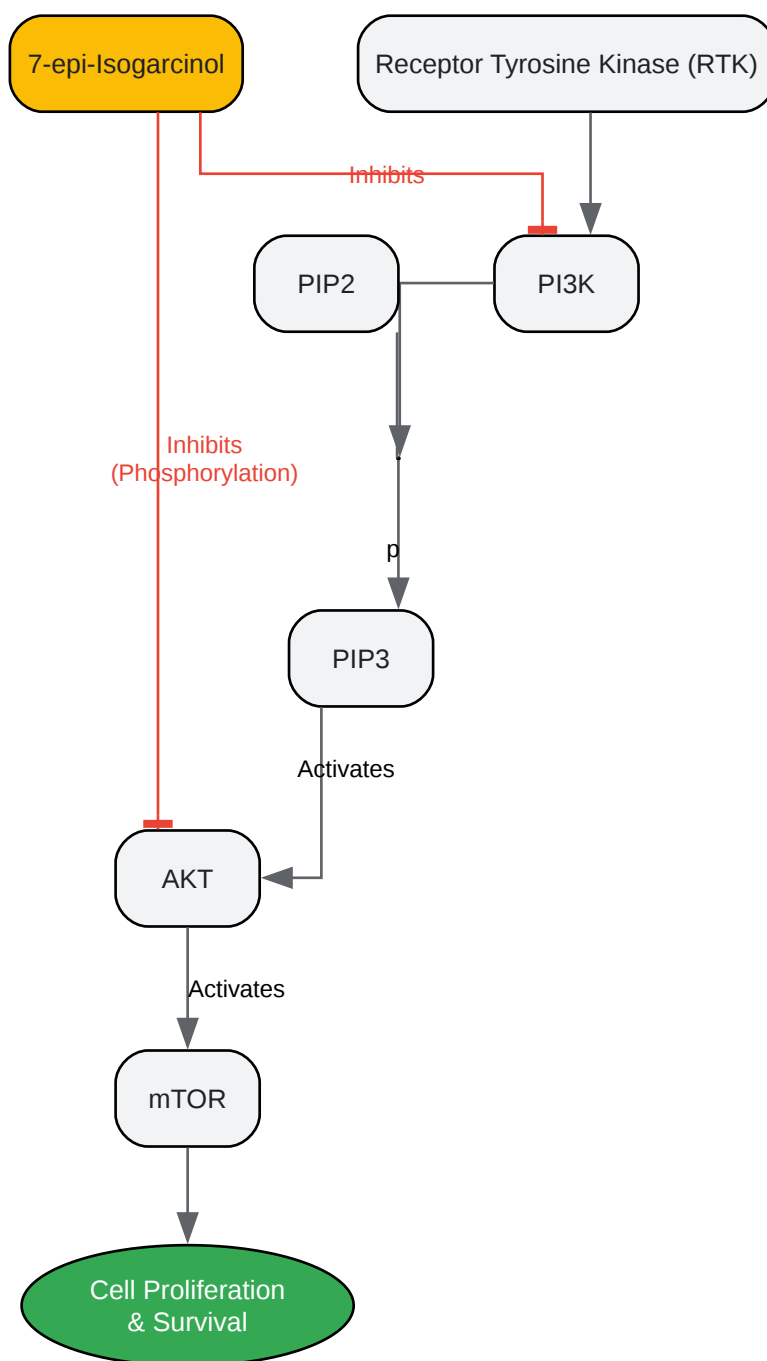 7-epi-Isogarcinol
Receptor Tyrosine Kinase (RTK)
Inhibits
PIP2
PI3K
Inhibits
(Phosphorylation)
p
PIP3
Activates
AKT
Activates
mTOR
Cell Proliferation
& Survival